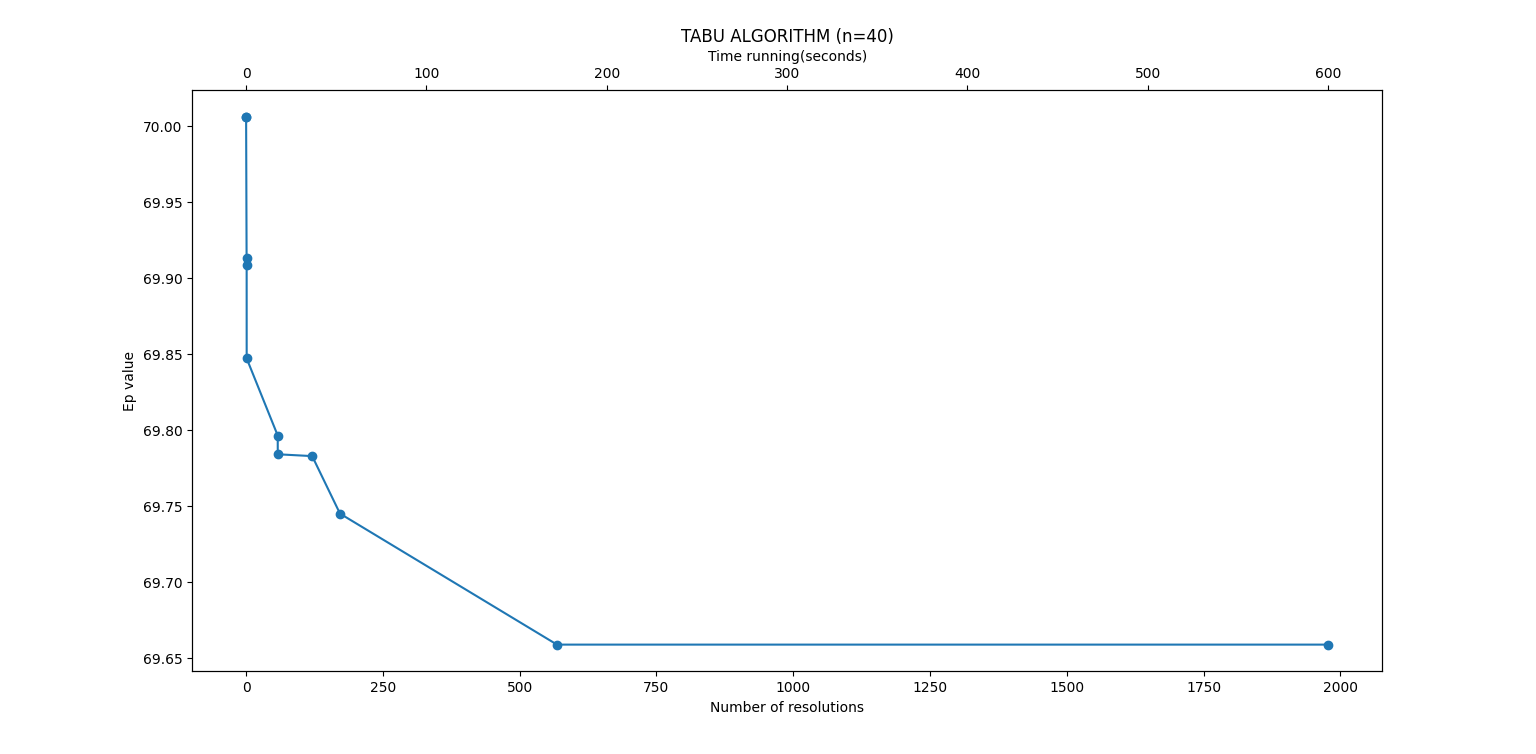 TABU ALGORITHM (n=40)
Time running(seconds)
0 100 200 300 400 500 600
70.00
69.95
69.90
69.85
69.80
69.75
69.70
69.65
Ep value
0 250 500 750 1000 1250 1500 1750 2000
Number of resolutions